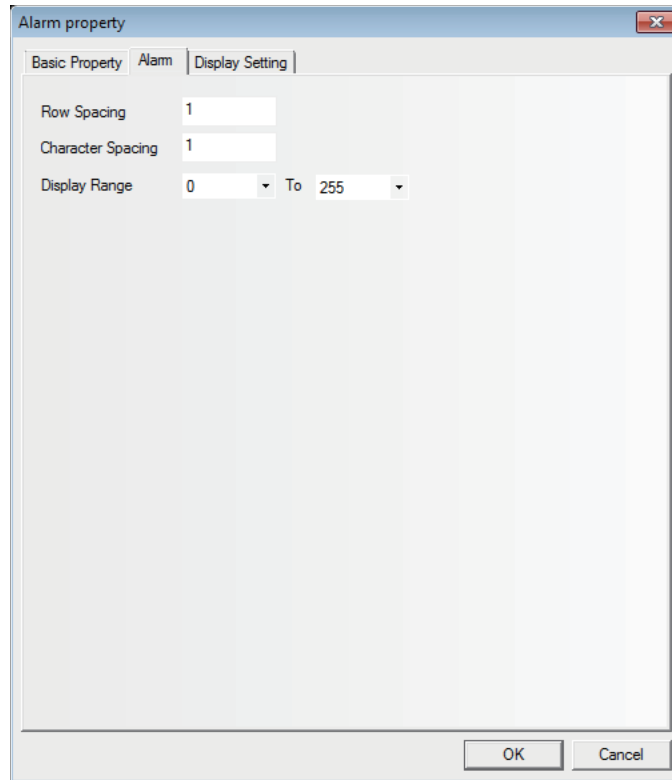 Alarm property
Basic Property Alarm Display Setting
Row Spacing 1
Character Spacing 1
Display Range 0 To 255
OK Cancel